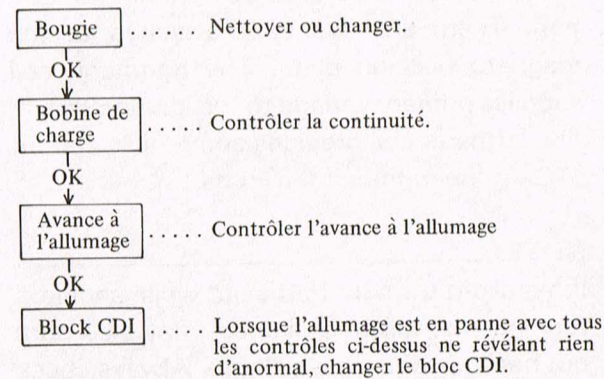 Bougie ...... Nettoyer ou changer.
OK
Bobine de
charge ..... Contrôler la continuité.
OK
Avance à
l'allumage ..... Contrôler l'avance à l'allumage
OK
Block CDI ..... Lorsque l'allumage est en panne avec tous
les contrôles ci-dessus ne révélant rien
d'anormal, changer le bloc CDI.